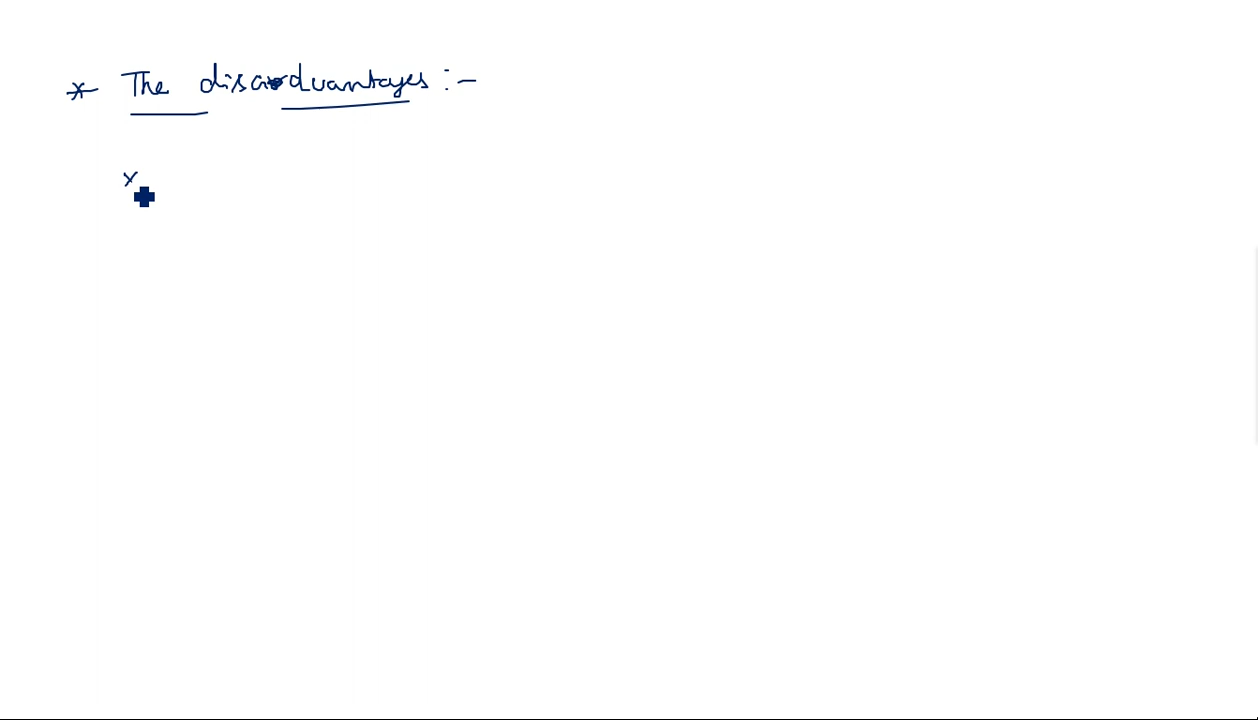 * The disadvantages :-
*